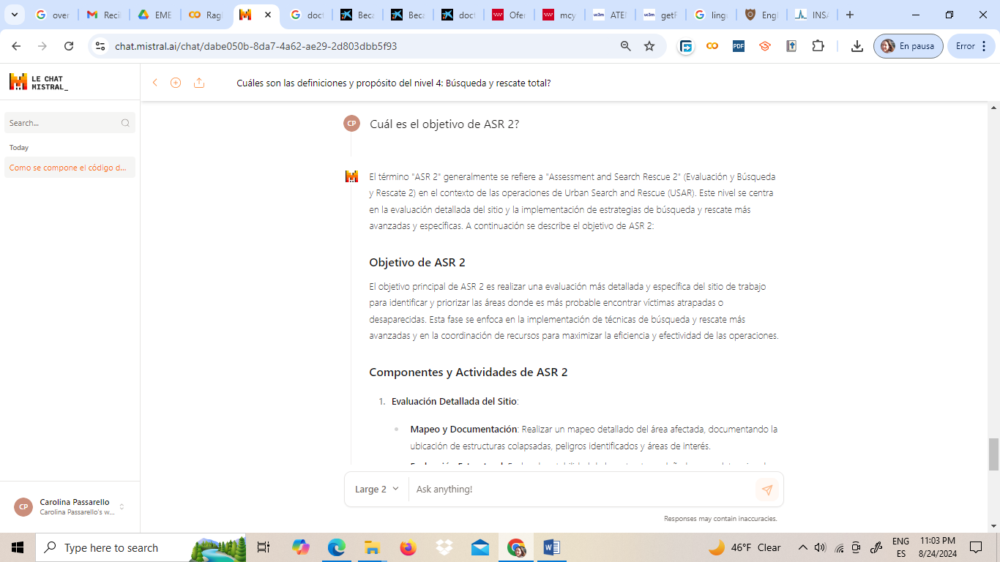 over
Recib
EME
Rag
doct
Beca
Beca
doct
Ofer
mcy
ATEI
getF
ling
Engl
INSA
chat.mistral.ai/chat/dabe050b-8da7-4a62-ae29-2d803dbb5f93
PDF
En pausa
Error
LE CHAT
MISTRAL_
Cuáles son las definiciones y propósito del nivel 4: Búsqueda y rescate total?
Search...
Today
Como se compone el código d...
CP
Cuál es el objetivo de ASR 2?
El término "ASR 2" generalmente se refiere a "Assessment and Search Rescue 2" (Evaluación y Búsqueda
y Rescate 2) en el contexto de las operaciones de Urban Search and Rescue (USAR). Este nivel se centra
en la evaluación detallada del sitio y la implementación de estrategias de búsqueda y rescate más
avanzadas y específicas. A continuación se describe el objetivo de ASR 2:
Objetivo de ASR 2
El objetivo principal de ASR 2 es realizar una evaluación más detallada y específica del sitio de trabajo
para identificar y priorizar las áreas donde es más probable encontrar víctimas atrapadas o
desaparecidas. Esta fase se enfoca en la implementación de técnicas de búsqueda y rescate más
avanzadas y en la coordinación de recursos para maximizar la eficiencia y efectividad de las operaciones.
Componentes y Actividades de ASR 2
1. Evaluación Detallada del Sitio:
Mapeo y Documentación: Realizar un mapeo detallado del área afectada, documentando la
ubicación de estructuras colapsadas, peligros identificados y áreas de interés.
Large 2
Ask anything!
Responses may contain inaccuracies.
CP
Carolina Passarello
Carolina Passarello's w...
Type here to search
46°F Clear
ENG
ES
11:03 PM
8/24/2024